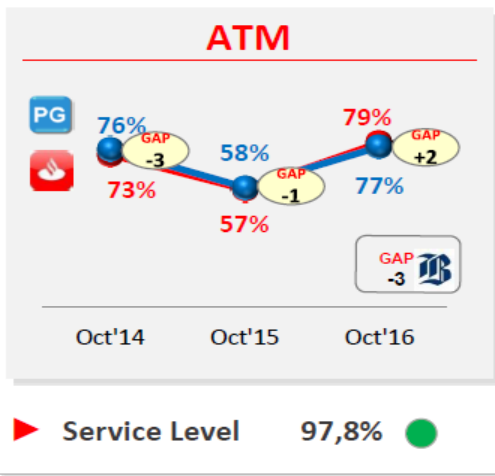 ATM
PG
76%
GAP
-3
73%
58%
GAP
-1
57%
79%
GAP
+2
77%
GAP
-3
B
Oct'14 Oct'15 Oct'16
Service Level 97,8%